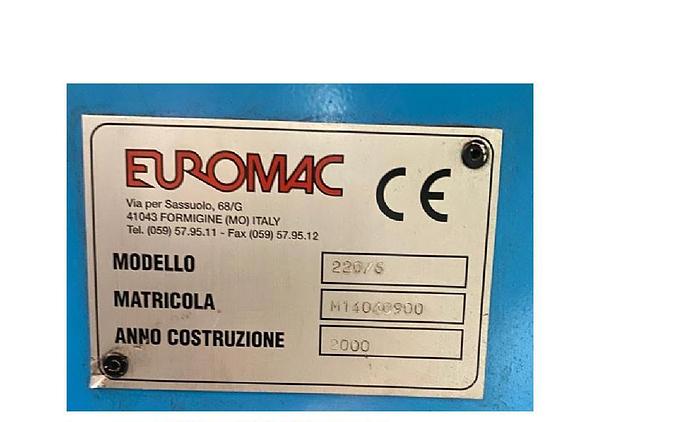 EUROMAC
CE
Via per Sassuolo, 68/G
41043 FORMIGINE (MO) ITALY
Tel. (059) 57.95.11 - Fax (059) 57.95.12
MODELLO 220/6
MATRICOLA
ANNO COSTRUZIONE 2000